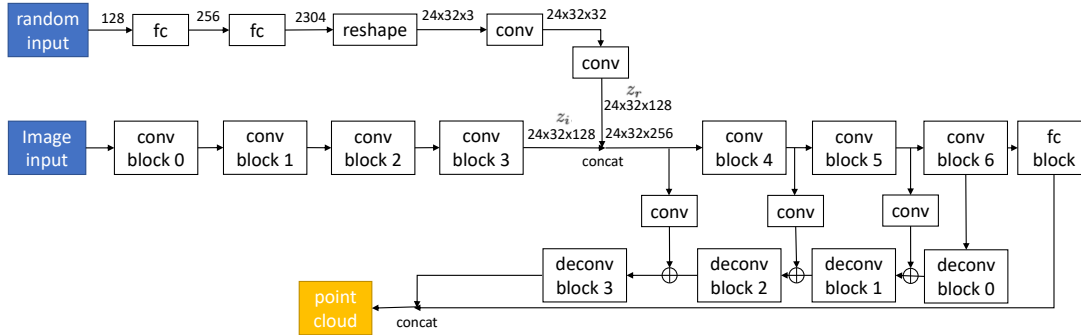 random
input
128
fc
256
fc
2304
reshape
24x32x3
conv
24x32x32
conv
z_r
24x32x128
Image
input
conv
block 0
conv
block 1
conv
block 2
conv
block 3
z_i
24x32x128
24x32x256
concat
conv
block 4
conv
block 5
conv
block 6
fc
block
conv
conv
conv
deconv
block 3
deconv
block 2
deconv
block 1
deconv
block 0
point
cloud
concat